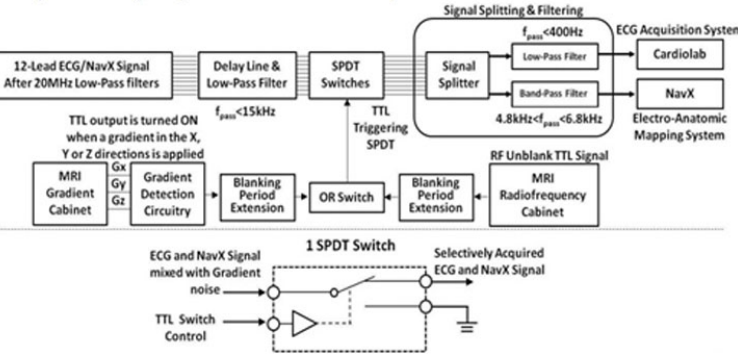 Signal Splitting & Filtering
12-Lead ECG/NavX Signal
After 20MHz Low-Pass filters
Delay Line &
Low-Pass Filter
fpass<15kHz
SPDT
Switches
TTL
Triggering
SPDT
Signal
Splitter
fpass<400Hz
Low-Pass Filter
Band-Pass Filter
4.8kHz<fpass<6.8kHz
ECG Acquisition System
Cardiolab
NavX
Electro-Anatomic
Mapping System
TTL output is turned ON
when a gradient in the X,
Y or Z directions is applied
MRI
Gradient
Cabinet
Gx
Gy
Gz
Gradient
Detection
Circuitry
Blanking
Period
Extension
OR Switch
Blanking
Period
Extension
RF Unblank TTL Signal
MRI
Radiofrequency
Cabinet
1 SPDT Switch
ECG and NavX Signal
mixed with Gradient
noise
TTL Switch
Control
Selectively Acquired
ECG and NavX Signal